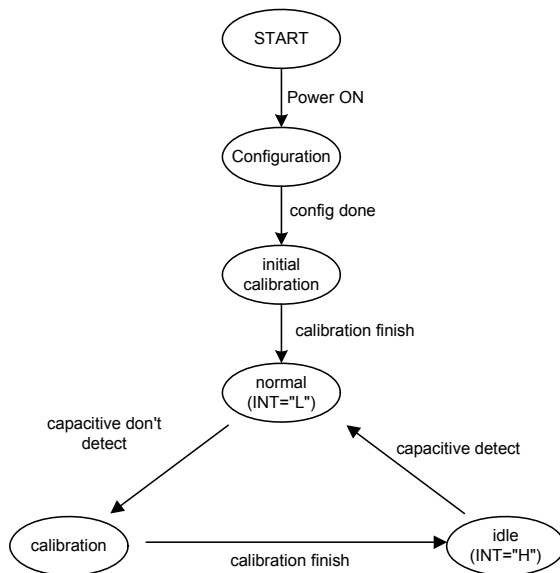 START
Power ON
Configuration
config done
initial
calibration
calibration finish
normal
(INT="L")
capacitive don't
detect
capacitive detect
calibration
calibration finish
idle
(INT="H")